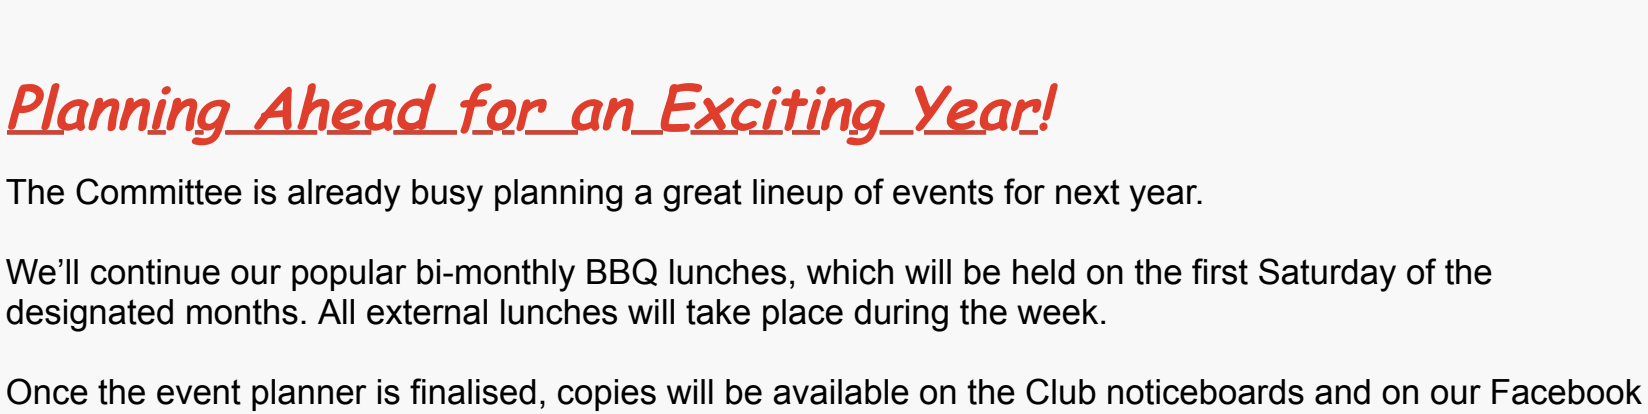 Planning Ahead for an Exciting Year!
The Committee is already busy planning a great lineup of events for next year.
We’ll continue our popular bi-monthly BBQ lunches, which will be held on the first Saturday of the
designated months. All external lunches will take place during the week.
Once the event planner is finalised, copies will be available on the Club noticeboards and on our Facebook